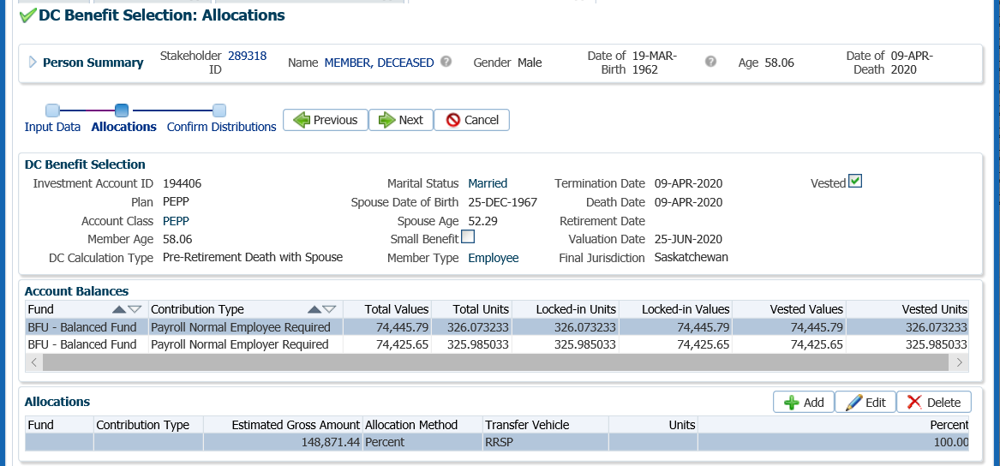 DC Benefit Selection: Allocations
Person Summary Stakeholder ID 289318 Name MEMBER, DECEASED Gender Male Date of Birth 19-MAR-1962 Age 58.06 Date of Death 09-APR-2020
Input Data Allocations Confirm Distributions Previous Next Cancel
DC Benefit Selection
Investment Account ID 194406 Marital Status Married Termination Date 09-APR-2020 Vested
Plan PEPP Spouse Date of Birth 25-DEC-1967 Death Date 09-APR-2020
Account Class PEPP Spouse Age 52.29 Retirement Date
Member Age 58.06 Small Benefit Valuation Date 25-JUN-2020
DC Calculation Type Pre-Retirement Death with Spouse Member Type Employee Final Jurisdiction Saskatchewan
Account Balances
Fund Contribution Type Total Values Total Units Locked-in Units Locked-in Values Vested Values Vested Units
BFU - Balanced Fund Payroll Normal Employee Required 74,445.79 326.073233 326.073233 74,445.79 74,445.79 326.073233
BFU - Balanced Fund Payroll Normal Employer Required 74,425.65 325.985033 325.985033 74,425.65 74,425.65 325.985033
Allocations Add Edit Delete
Fund Contribution Type Estimated Gross Amount Allocation Method Transfer Vehicle Units Percent
148,871.44 Percent RRSP 100.00